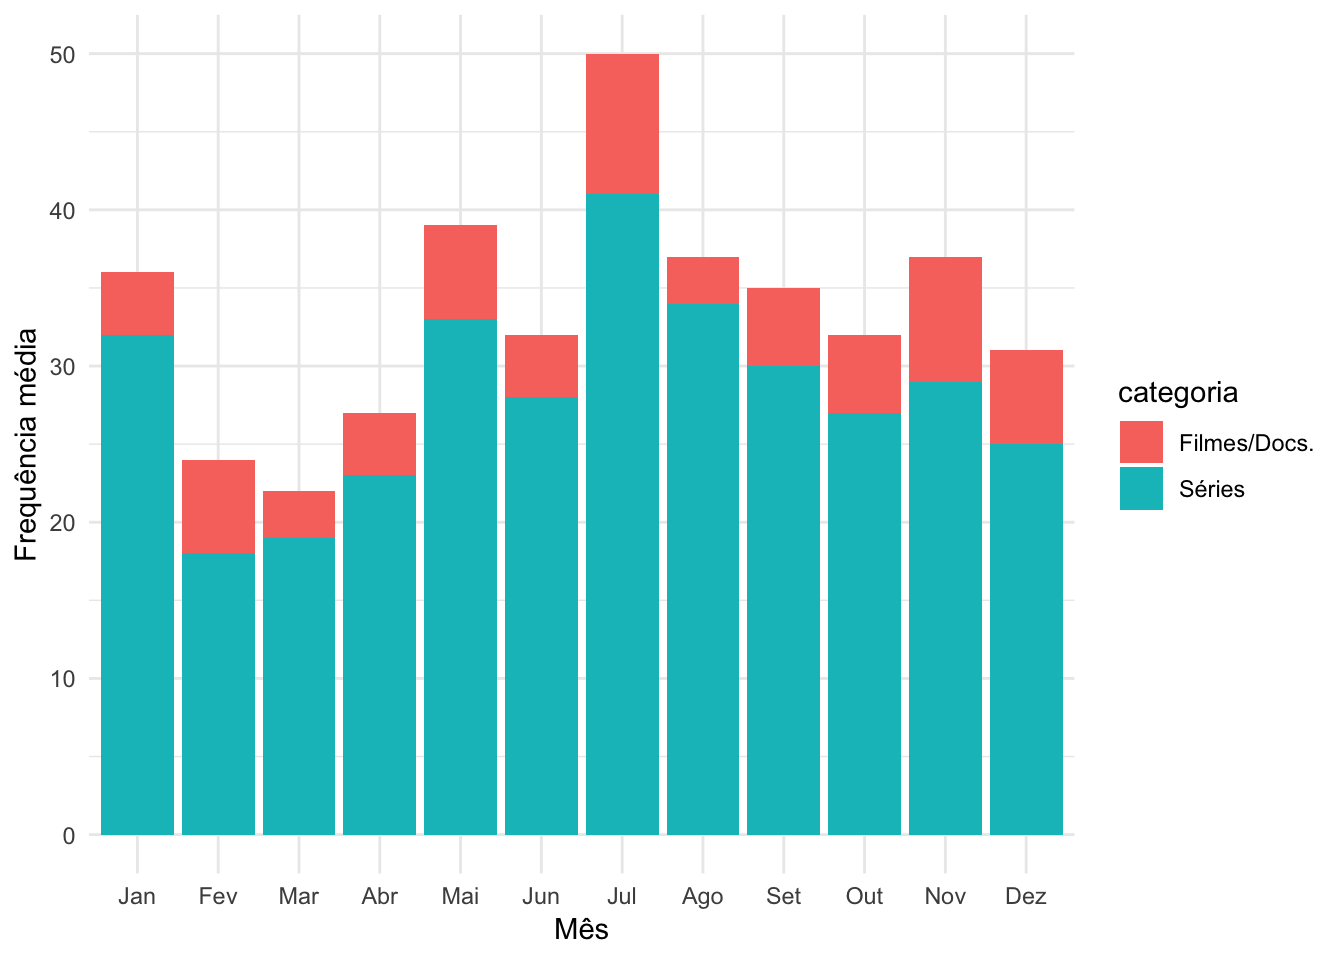 50
40
30
20
10
0
Frequência média
Jan Fev Mar Abr Mai Jun Jul Ago Set Out Nov Dez
Mês
categoria
Filmes/Docs.
Séries